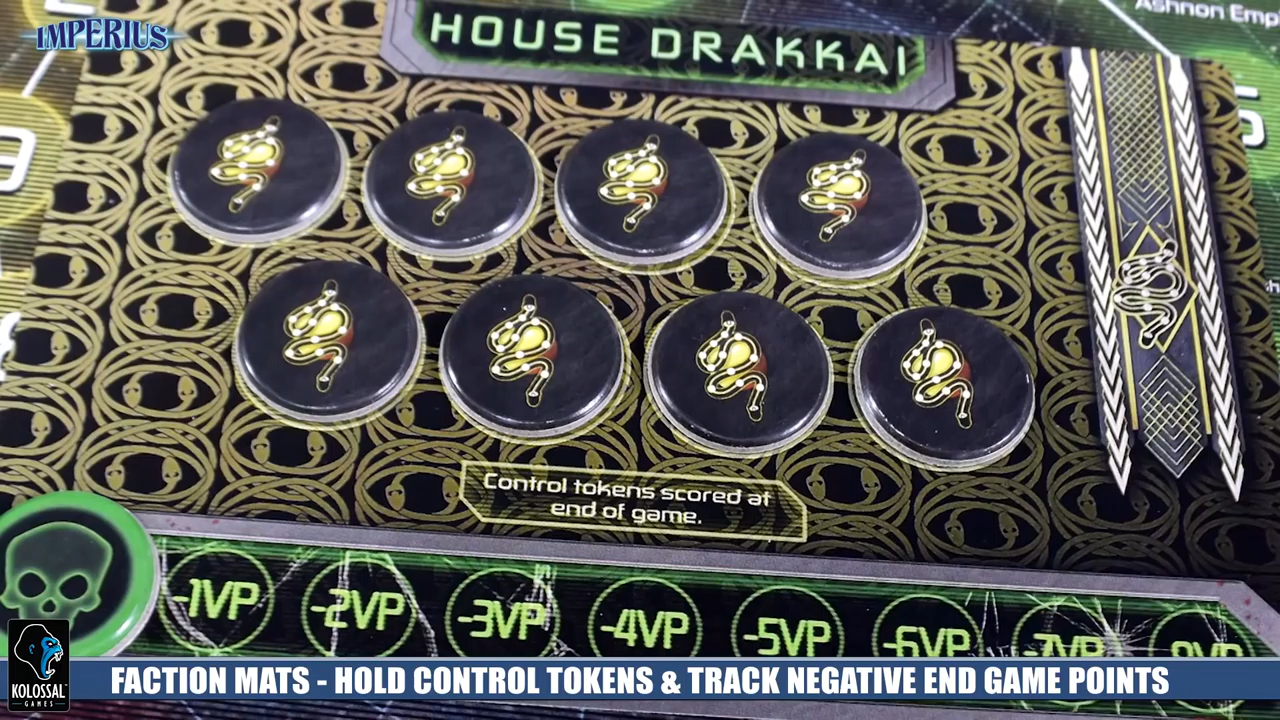 IMPERIUS
Ashnon Emp
HOUSE DRAKKAI
Control tokens scored at
end of game.
-1VP -2VP -3VP -4VP -5VP -6VP -7VP
KOLOSSAL
GAMES
FACTION MATS - HOLD CONTROL TOKENS & TRACK NEGATIVE END GAME POINTS